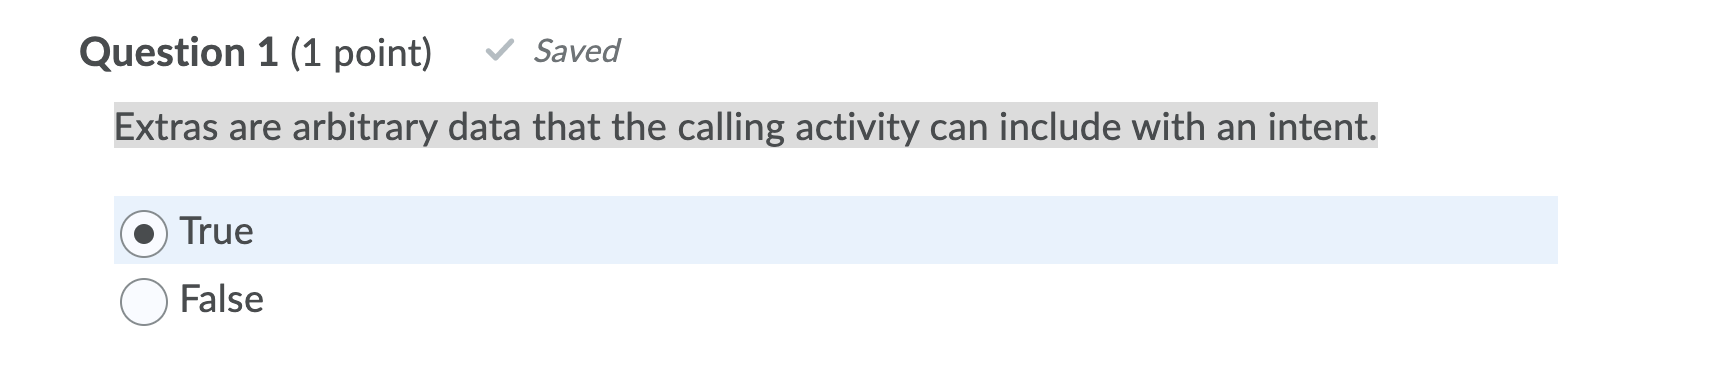 Question 1 (1 point) Saved
Extras are arbitrary data that the calling activity can include with an intent.
True
False